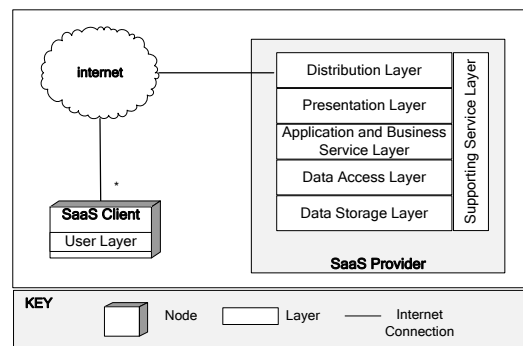 internet
Distribution Layer
Presentation Layer
Application and Business
Service Layer
Data Access Layer
Data Storage Layer
Supporting Service Layer
SaaS Provider
*
SaaS Client
User Layer
KEY
Node
Layer
Internet
Connection